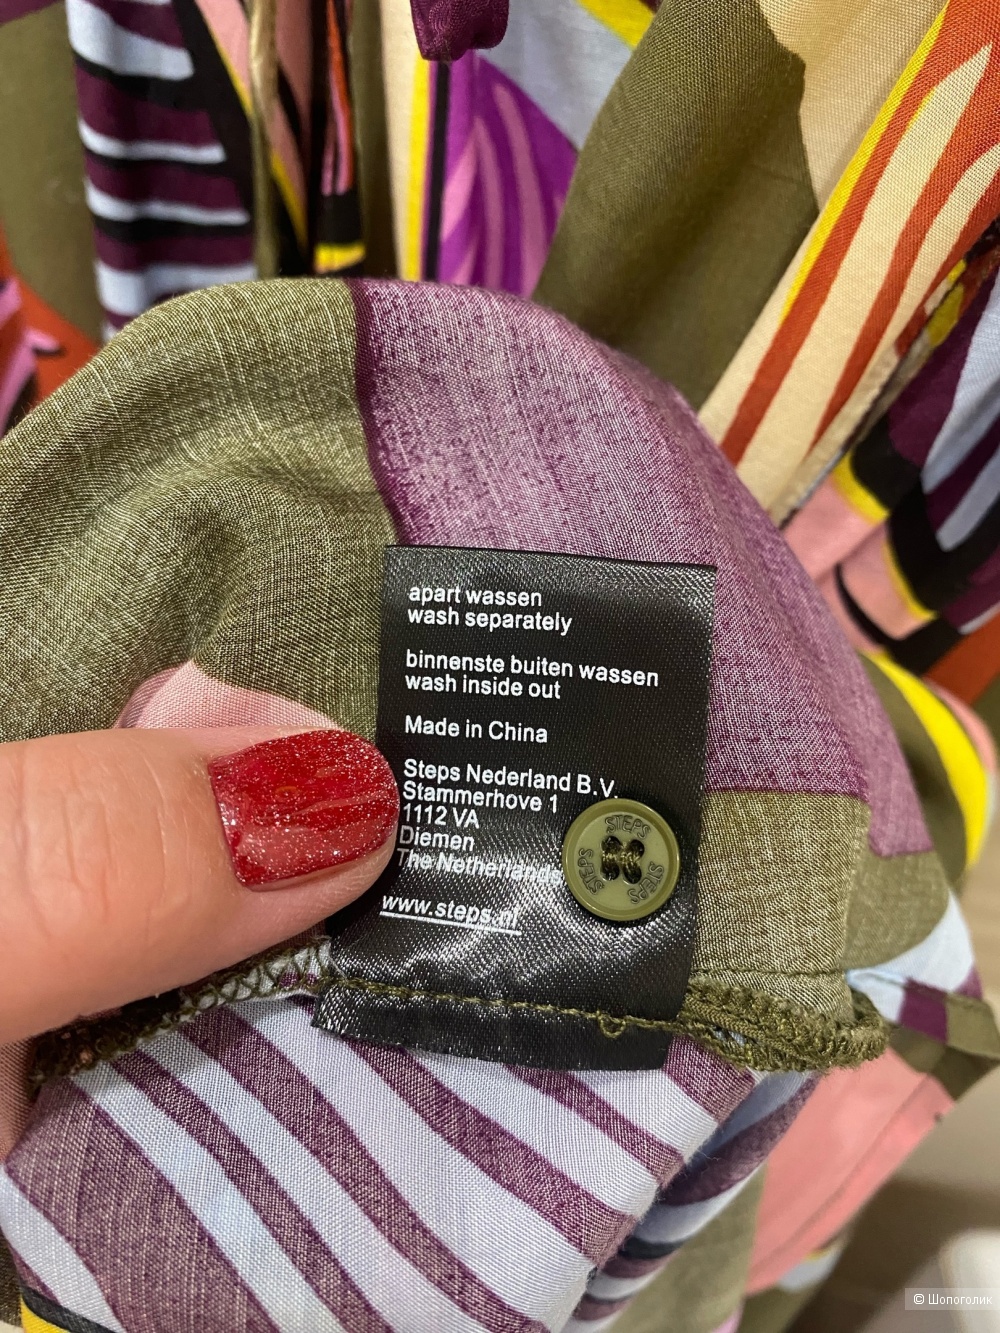 apart wassen
wash separately
binnenste buiten wassen
wash inside out
Made in China
Steps Nederland B.V.
Stammerhove 1
1112 VA
Diemen
The Netherlands
www.steps.nl
STEPS
STEPS
STEPS
© Шопоголик